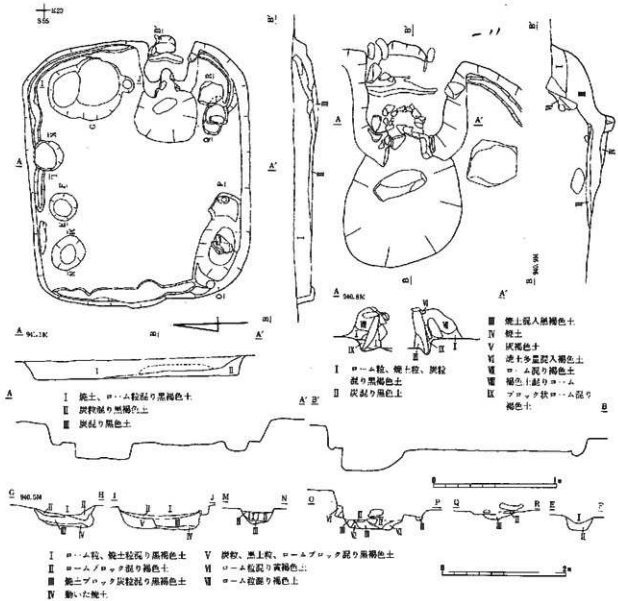 A
A'
B
B'
A
A'
I 焼土、ローム粒混り黒褐色土
II 炭粒混り黒褐色土
III 炭混り黒色土
A 940.8M
A'
I ローム粒、焼土粒、炭粒
混り黒褐色土
II 炭混り黒色土
III 焼土混入黒褐色土
IV 焼土
V 灰褐色土
VI 焼土多量混入褐色土
VII ローム混り褐色土
VIII 褐色土混りローム
IX ブロック状ローム混り
褐色土
A
A'
B'
B
G 940.5M H I J M N O P Q R E F
I ローム粒、焼土粒混り黒褐色土
II ロームブロック混り褐色土
III 焼土ブロック炭粒混り黒褐色土
IV 動いた焼土
V 炭粒、黒土粒、ロームブロック混り黒褐色土
VI ローム粒混り黄褐色土
VII ローム粒混り褐色土